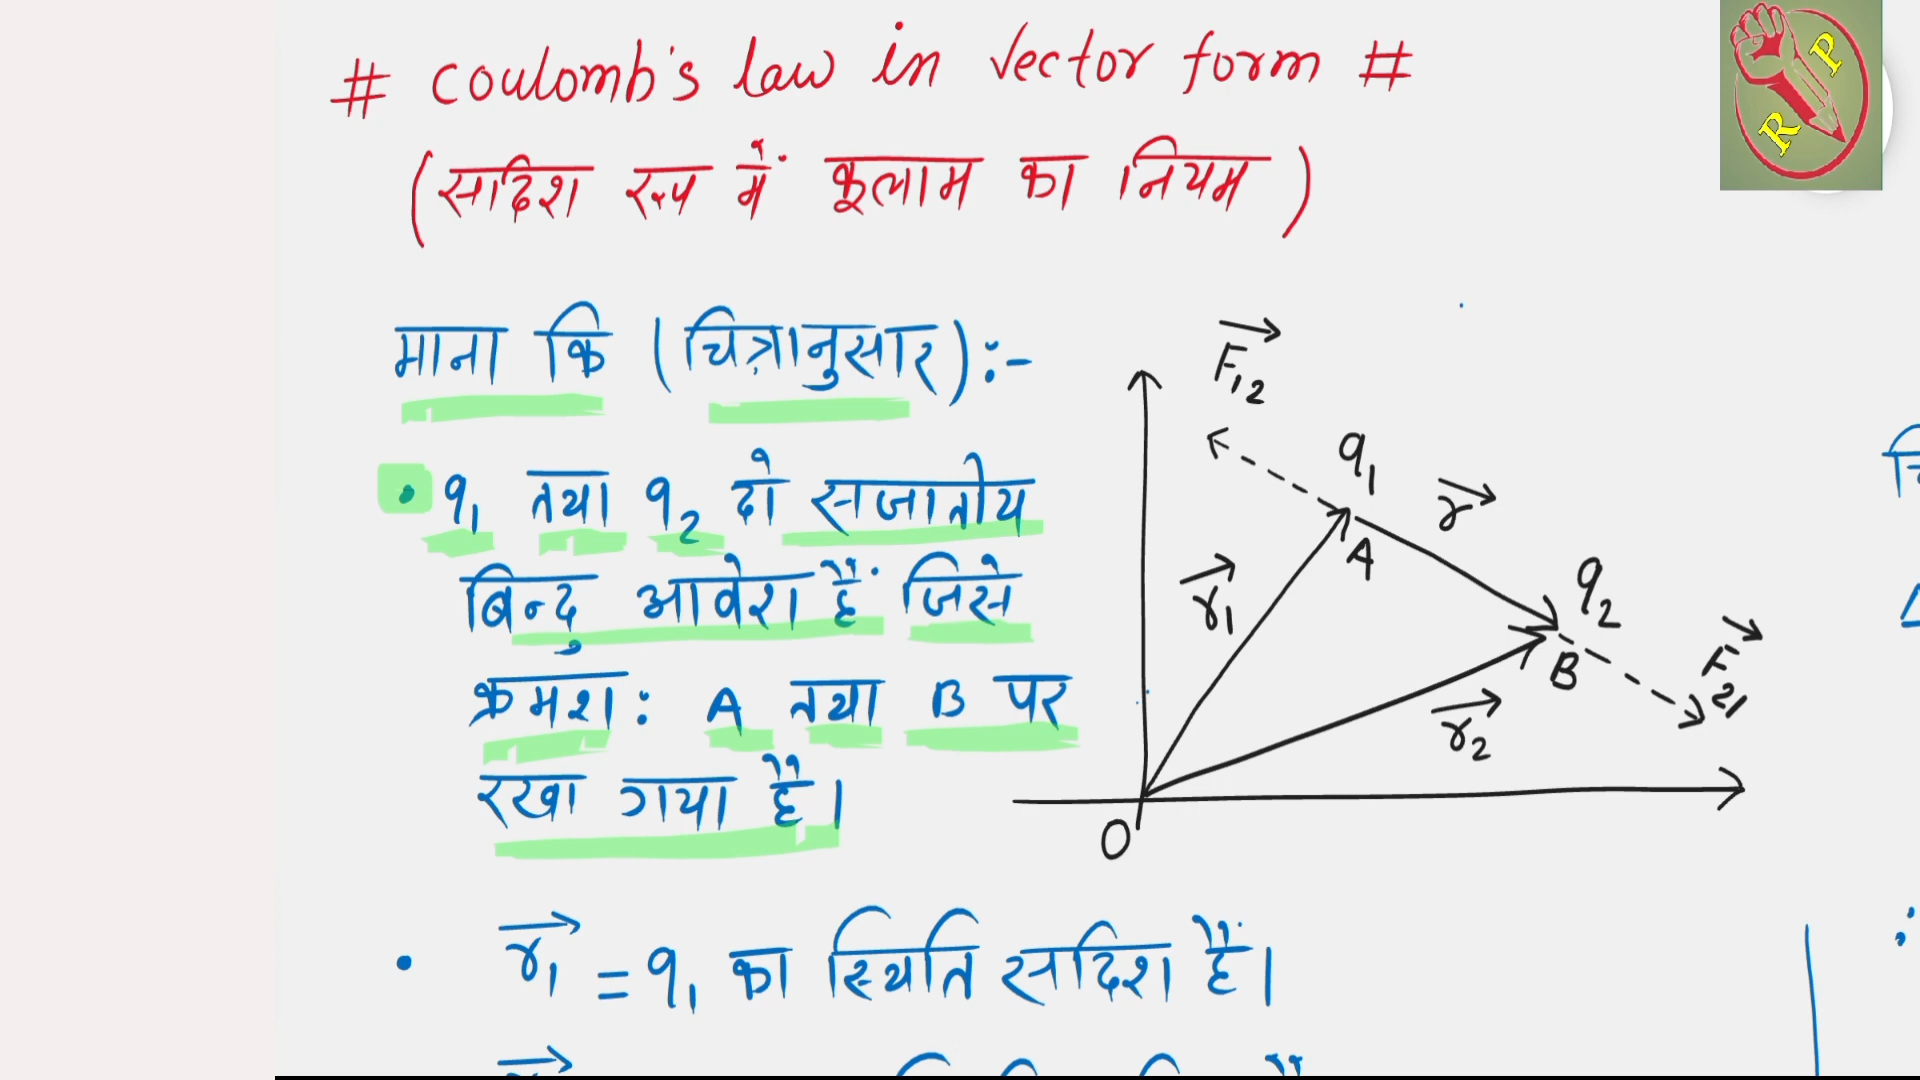 # Coulomb's law in vector form #
(सदिश रूप में कूलाम का नियम)
R P
माना कि (चित्रानुसार):-
• q₁ तथा q₂ दो सजातीय
बिन्दु आवेश हैं जिसे
क्रमश: A तथा B पर
रखा गया है।
F₁₂
q₁
r
A
r₁
q₂
B
F₂₁
r₂
O
• r₁ = q₁ का स्थिति सदिश है।